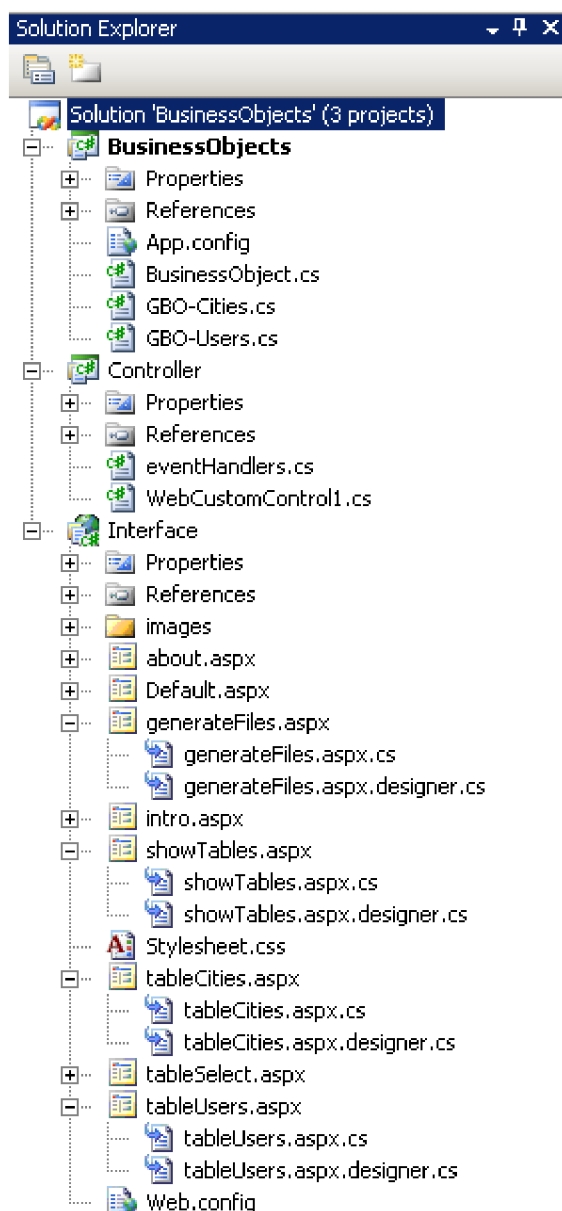 Solution Explorer
Solution 'BusinessObjects' (3 projects)
BusinessObjects
Properties
References
App.config
BusinessObject.cs
GBO-Cities.cs
GBO-Users.cs
Controller
Properties
References
eventHandlers.cs
WebCustomControl1.cs
Interface
Properties
References
images
about.aspx
Default.aspx
generateFiles.aspx
generateFiles.aspx.cs
generateFiles.aspx.designer.cs
intro.aspx
showTables.aspx
showTables.aspx.cs
showTables.aspx.designer.cs
Stylesheet.css
tableCities.aspx
tableCities.aspx.cs
tableCities.aspx.designer.cs
tableSelect.aspx
tableUsers.aspx
tableUsers.aspx.cs
tableUsers.aspx.designer.cs
Web.config